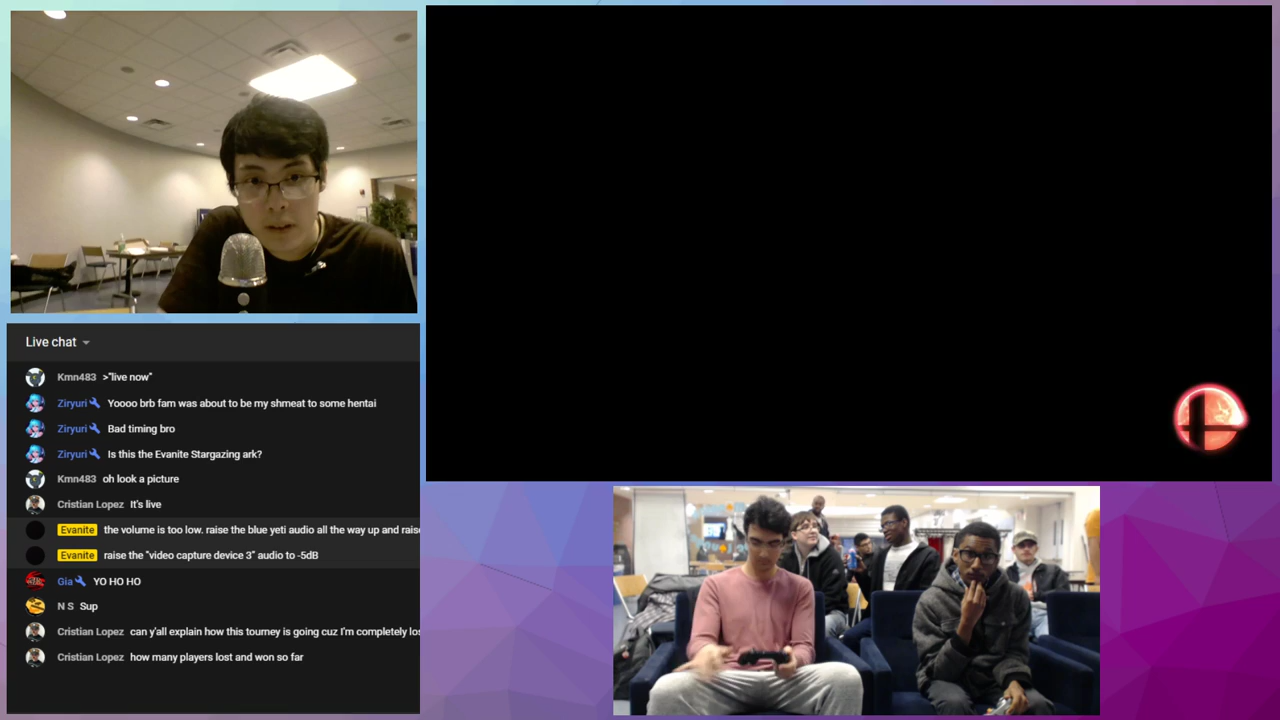 Live chat
Kmn483 >"live now"
Ziryuri Yoooo brb fam was about to be my shmeat to some hentai
Ziryuri Bad timing bro
Ziryuri Is this the Evanite Stargazing ark?
Kmn483 oh look a picture
Cristian Lopez It's live
Evanite the volume is too low. raise the blue yeti audio all the way up and raise
Evanite raise the "video capture device 3" audio to -5dB
Gia YO HO HO
N S Sup
Cristian Lopez can y'all explain how this tourney is going cuz I'm completely los
Cristian Lopez how many players lost and won so far